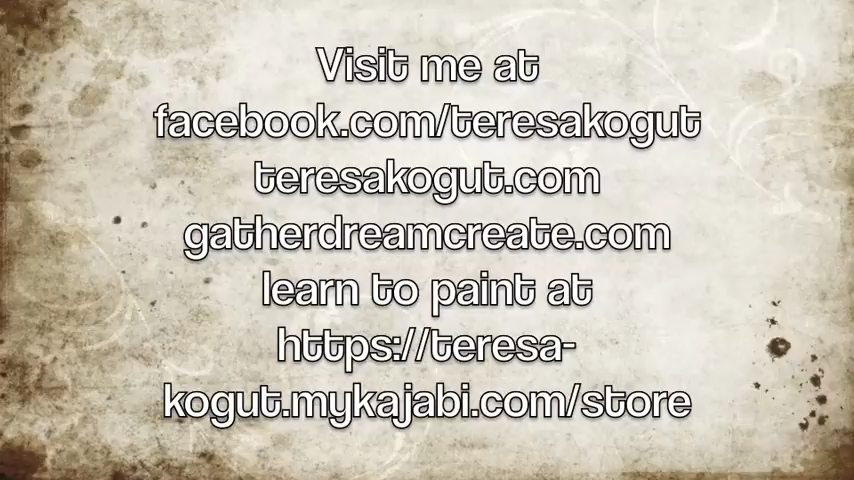 Visit me at
facebook.com/teresakogut
teresakogut.com
gatherdreamcreate.com
learn to paint at
https://teresa-
kogut.mykajabi.com/store